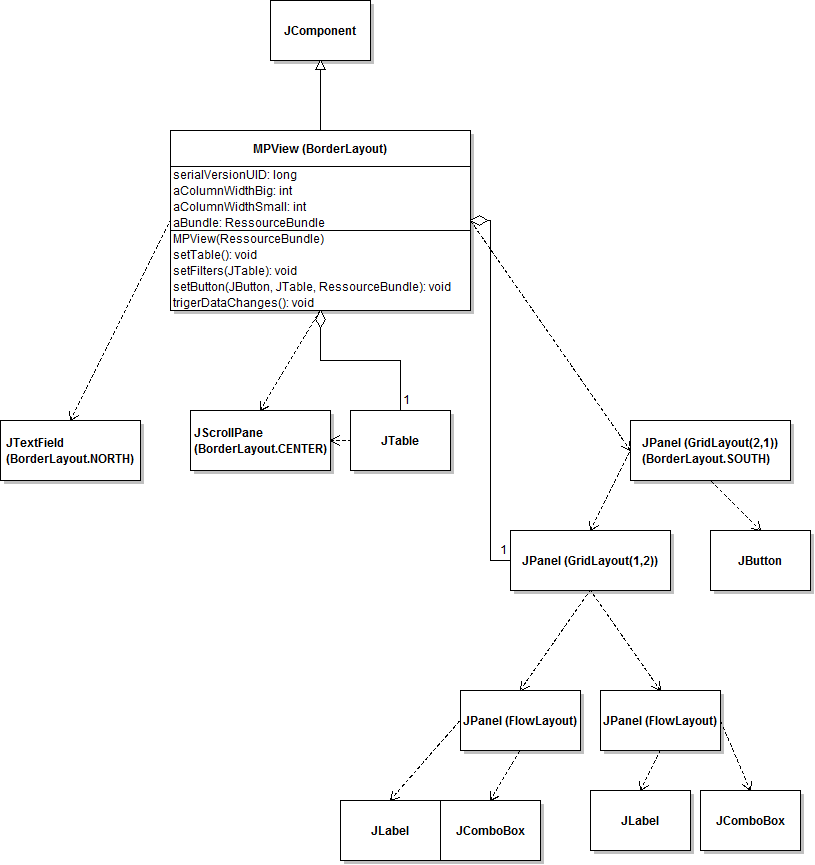 JComponent
MPView (BorderLayout)
serialVersionUID: long
aColumnWidthBig: int
aColumnWidthSmall: int
aBundle: RessourceBundle
MPView(RessourceBundle)
setTable(): void
setFilters(JTable): void
setButton(JButton, JTable, RessourceBundle): void
trigerDataChanges(): void
1
JTextField
(BorderLayout.NORTH)
JScrollPane
(BorderLayout.CENTER)
JTable
JPanel (GridLayout(2,1))
(BorderLayout.SOUTH)
1
JPanel (GridLayout(1,2))
JButton
JPanel (FlowLayout)
JPanel (FlowLayout)
JLabel
JComboBox
JLabel
JComboBox